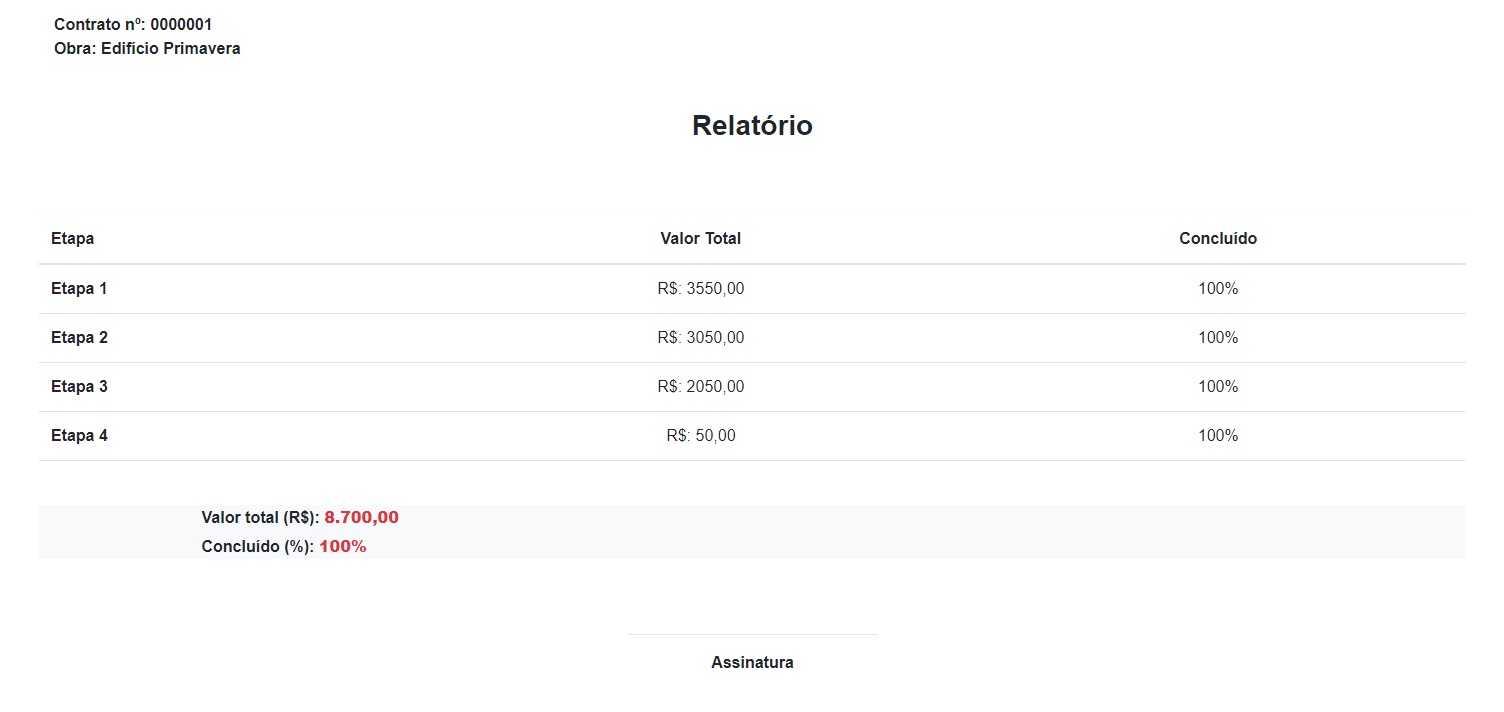 Contrato nº: 0000001
Obra: Edifício Primavera
Relatório
Etapa Valor Total Concluído
Etapa 1 R$: 3550,00 100%
Etapa 2 R$: 3050,00 100%
Etapa 3 R$: 2050,00 100%
Etapa 4 R$: 50,00 100%
Valor total (R$): 8.700,00
Concluído (%): 100%
Assinatura